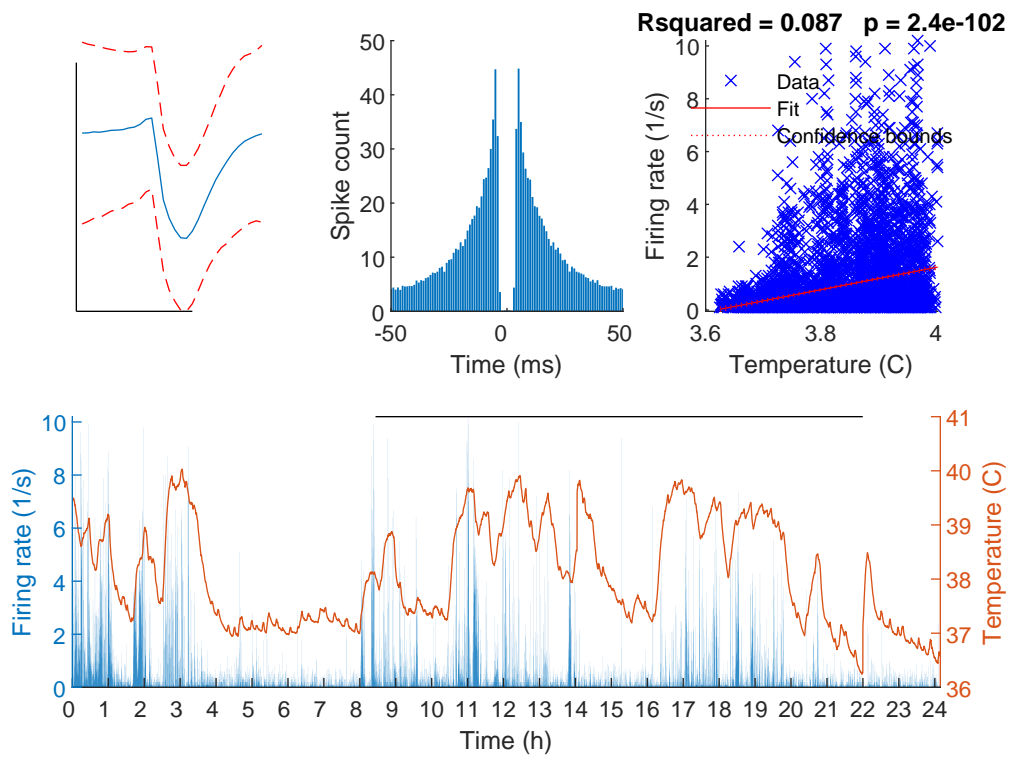 Rsquared = 0.087 p = 2.4e-102
50
40
30
20
10
0
Spike count
-50 0 50
Time (ms)
10
8
6
4
2
0
Firing rate (1/s)
Data
Fit
Confidence bounds
3.6 3.8 4
Temperature (C)
10
8
6
4
2
0
Firing rate (1/s)
41
40
39
38
37
36
Temperature (C)
0 1 2 3 4 5 6 7 8 9 10 11 12 13 14 15 16 17 18 19 20 21 22 23 24
Time (h)